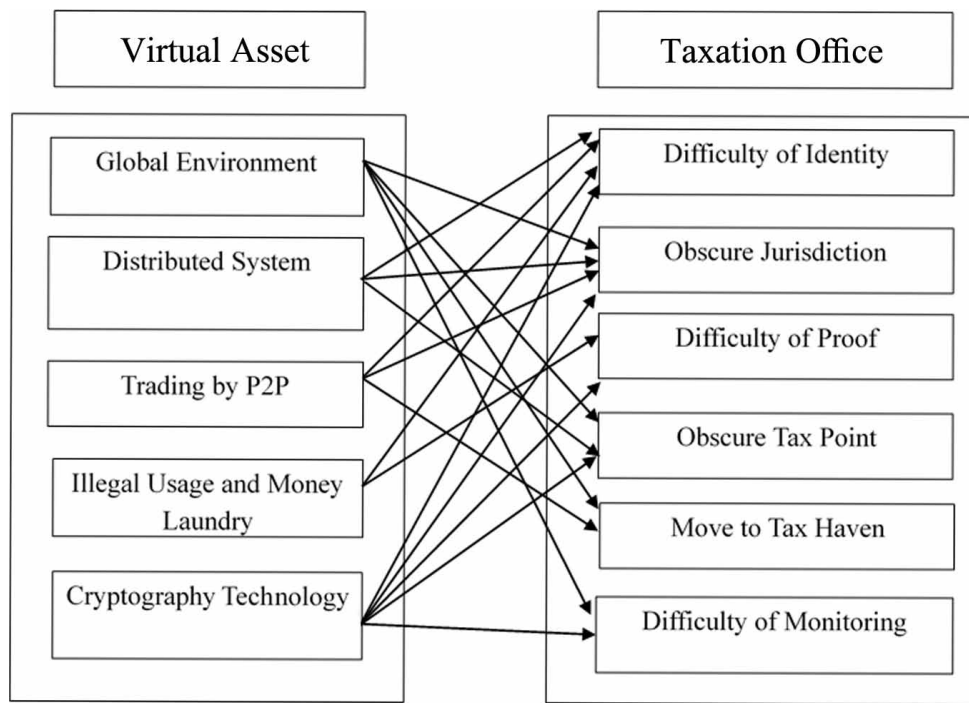 Virtual Asset
Taxation Office
Global Environment
Distributed System
Trading by P2P
Illegal Usage and Money
Laundry
Cryptography Technology
Difficulty of Identity
Obscure Jurisdiction
Difficulty of Proof
Obscure Tax Point
Move to Tax Haven
Difficulty of Monitoring